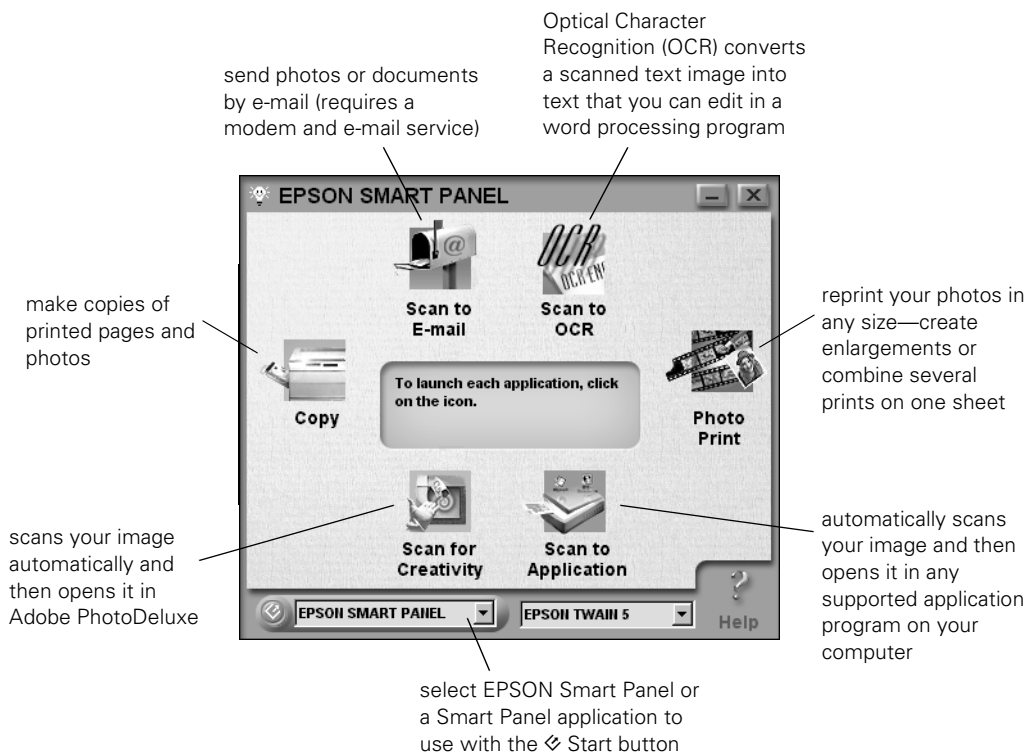 Optical Character
Recognition (OCR) converts
a scanned text image into
text that you can edit in a
word processing program
send photos or documents
by e-mail (requires a
modem and e-mail service)
EPSON SMART PANEL
@
OCR
Scan to
E-mail
Scan to
OCR
make copies of
printed pages and
photos
Copy
To launch each application, click
on the icon.
Photo
Print
reprint your photos in
any size—create
enlargements or
combine several
prints on one sheet
scans your image
automatically and
then opens it in
Adobe PhotoDeluxe
Scan for
Creativity
Scan to
Application
automatically scans
your image and then
opens it in any
supported application
program on your
computer
EPSON SMART PANEL
EPSON TWAIN 5
?
Help
select EPSON Smart Panel or
a Smart Panel application to
use with the Start button